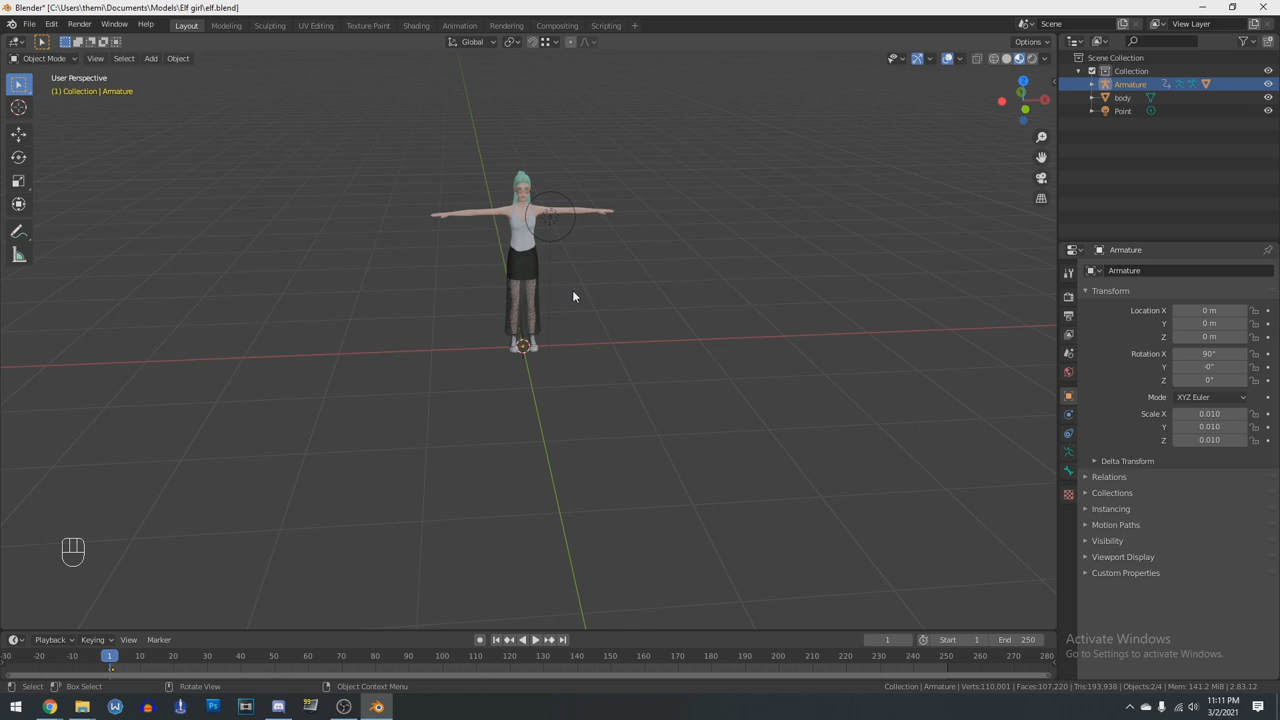 Blender* [C:\Users\themi\Documents\Models\Elf girl\elf.blend]
File Edit Render Window Help Layout Modeling Sculpting UV Editing Texture Paint Shading Animation Rendering Compositing Scripting + Scene View Layer
Global Options
Object Mode View Select Add Object
User Perspective
(1) Collection | Armature
Scene Collection
Collection
Armature
body
Point
Armature
Armature
Transform
Location X 0 m
Y 0 m
Z 0 m
Rotation X 90°
Y -0°
Z 0°
Mode XYZ Euler
Scale X 0.010
Y 0.010
Z 0.010
Delta Transform
Relations
Collections
Instancing
Motion Paths
Visibility
Viewport Display
Custom Properties
Playback Keying View Marker 1 Start 1 End 250
-30 -20 -10 1 10 20 30 40 50 60 70 80 90 100 110 120 130 140 150 160 170 180 190 200 210 220 230 240 250 260 270 280
Activate Windows
Go to Settings to activate Windows.
Select Box Select Rotate View Object Context Menu Collection | Armature | Verts:110,001 | Faces:107,220 | Tris:193,938 | Objects:2/4 | Mem: 141.2 MiB | 2.83.12
11:11 PM
3/2/2021